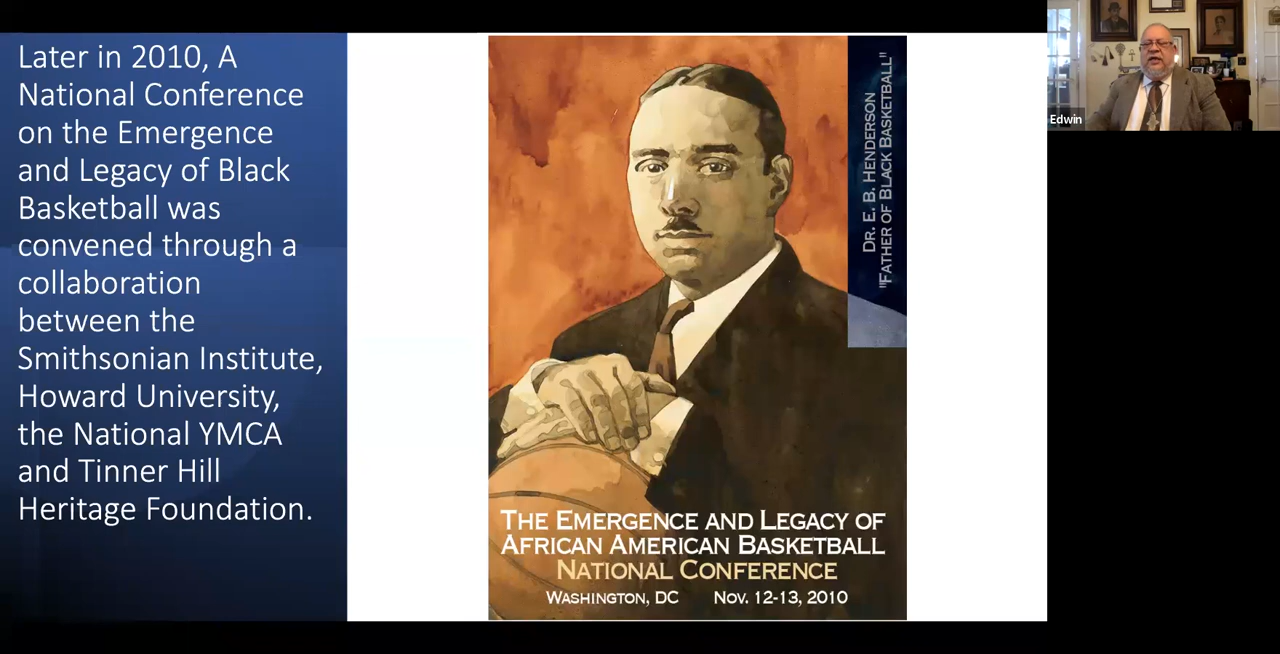 Later in 2010, A
National Conference
on the Emergence
and Legacy of Black
Basketball was
convened through a
collaboration
between the
Smithsonian Institute,
Howard University,
the National YMCA
and Tinner Hill
Heritage Foundation.
DR. E. B. HENDERSON
"FATHER OF BLACK BASKETBALL"
THE EMERGENCE AND LEGACY OF
AFRICAN AMERICAN BASKETBALL
NATIONAL CONFERENCE
WASHINGTON, DC NOV. 12-13, 2010
Edwin